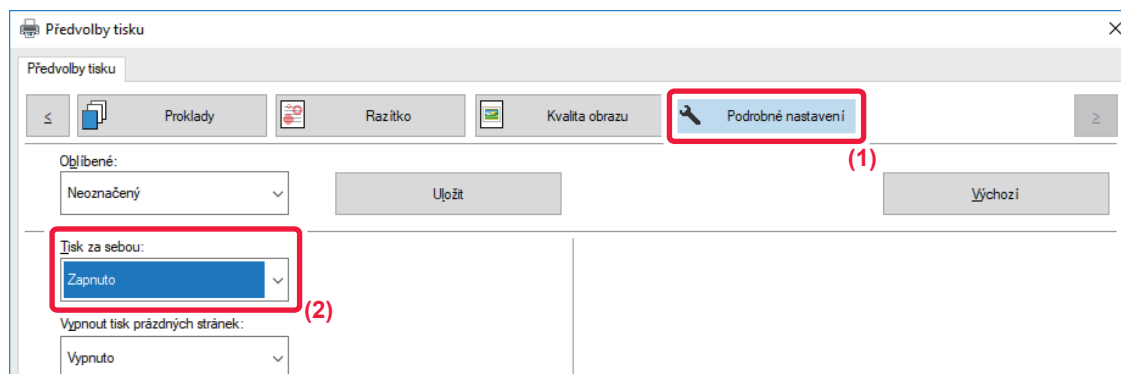 Předvolby tisku
Předvolby tisku
< Proklady Razítko Kvalita obrazu Podrobné nastavení >
(1)
Oblíbené:
Neoznačený Uložit Výchozí
Tisk za sebou:
Zapnuto
(2)
Vypnout tisk prázdných stránek:
Vypnuto